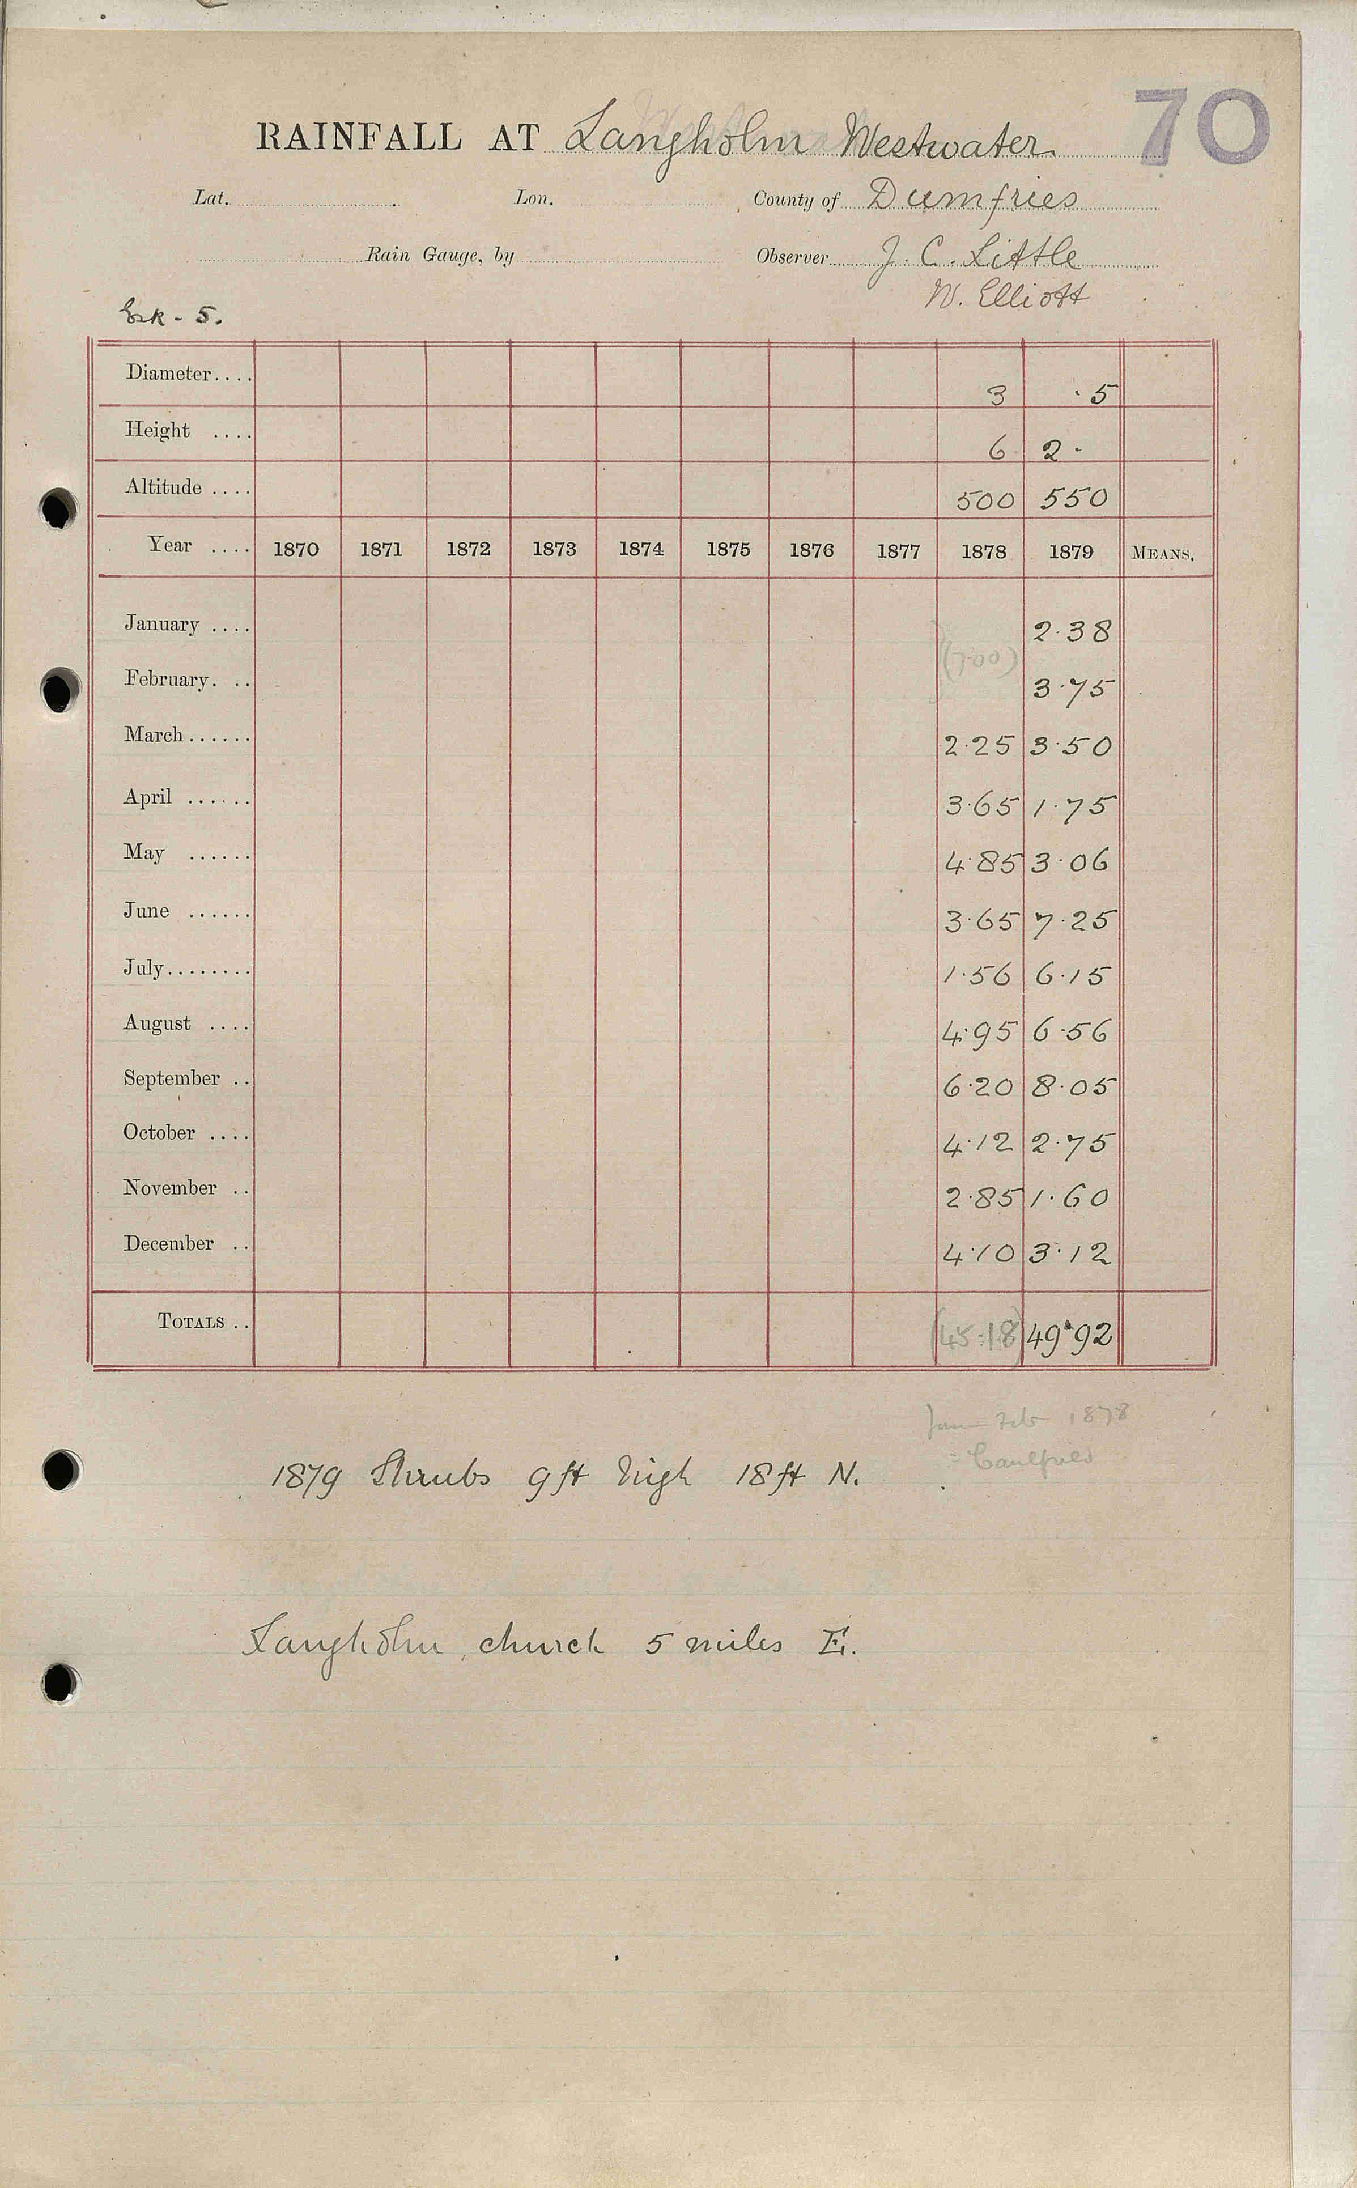 70
RAINFALL AT Langholm Westwater
Lat. Lon. County of Dumfries
Rain Gauge, by Observer J. C. Little
W. Elliott
Esk - 5.
Diameter.... 3 5
Height .... 6 2
Altitude .... 500 550
Year .... 1870 1871 1872 1873 1874 1875 1876 1877 1878 1879 MEANS.
January .... 2.38
(7.00)
February. .. 3.75
March...... 2.25 3.50
April ...... 3.65 1.75
May ...... 4.85 3.06
June ...... 3.65 7.25
July........ 1.56 6.15
August .... 4.95 6.56
September .. 6.20 8.05
October .... 4.12 2.75
November .. 2.85 1.60
December .. 4.10 3.12
TOTALS .. (45.18) 49.92
Jan Feb 1878
1879 Shrubs 9 ft high 18 ft N.
Langholm church 5 miles E.